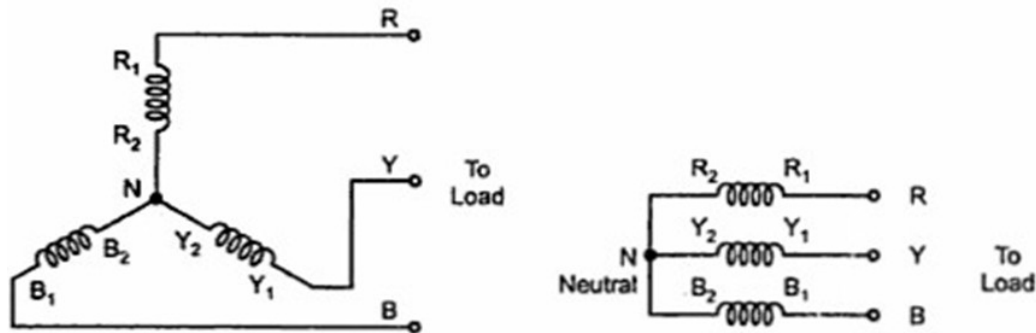 R
R₁
R₂
N
Y
To
Load
B₂
Y₂
B₁
Y₁
B
R₂ R₁
R
Y₂ Y₁
N
Y
To
Neutral
B₂ B₁
Load
B